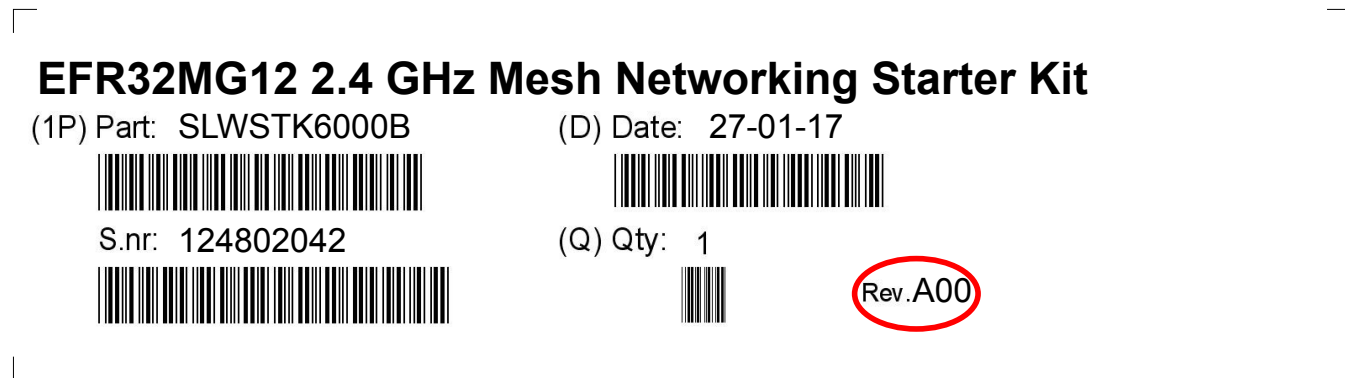 EFR32MG12 2.4 GHz Mesh Networking Starter Kit
(1P) Part: SLWSTK6000B (D) Date: 27-01-17
S.nr: 124802042 (Q) Qty: 1
Rev.A00